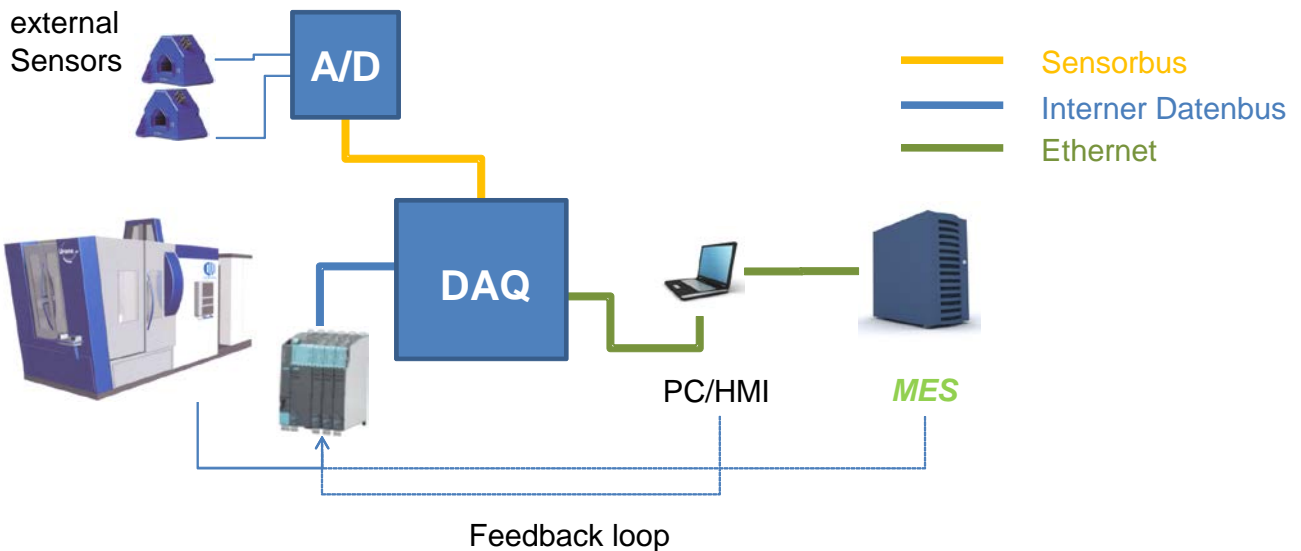 external
Sensors
A/D
Sensorbus
Interner Datenbus
Ethernet
DAQ
PC/HMI
MES
Feedback loop